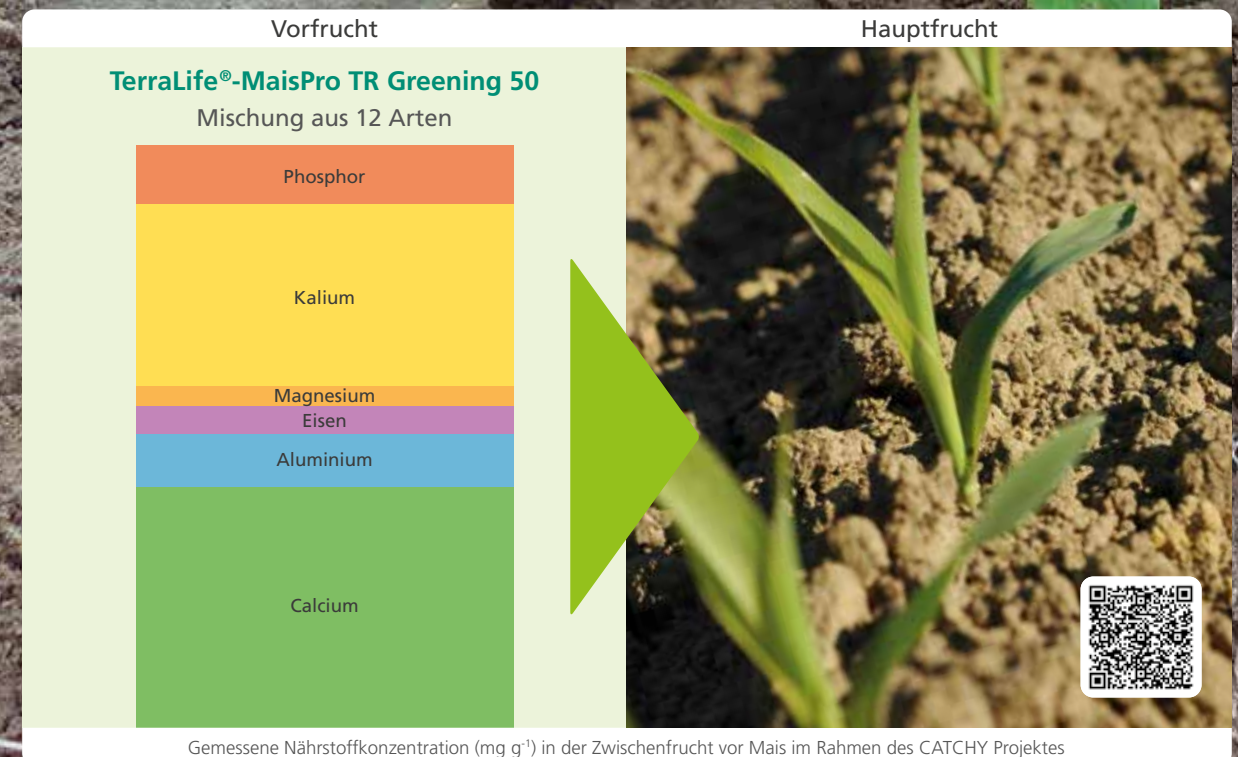 Vorfrucht
Hauptfrucht
TerraLife®-MaisPro TR Greening 50
Mischung aus 12 Arten
Phosphor
Kalium
Magnesium
Eisen
Aluminium
Calcium
Gemessene Nährstoffkonzentration (mg g⁻¹) in der Zwischenfrucht vor Mais im Rahmen des CATCHY Projektes